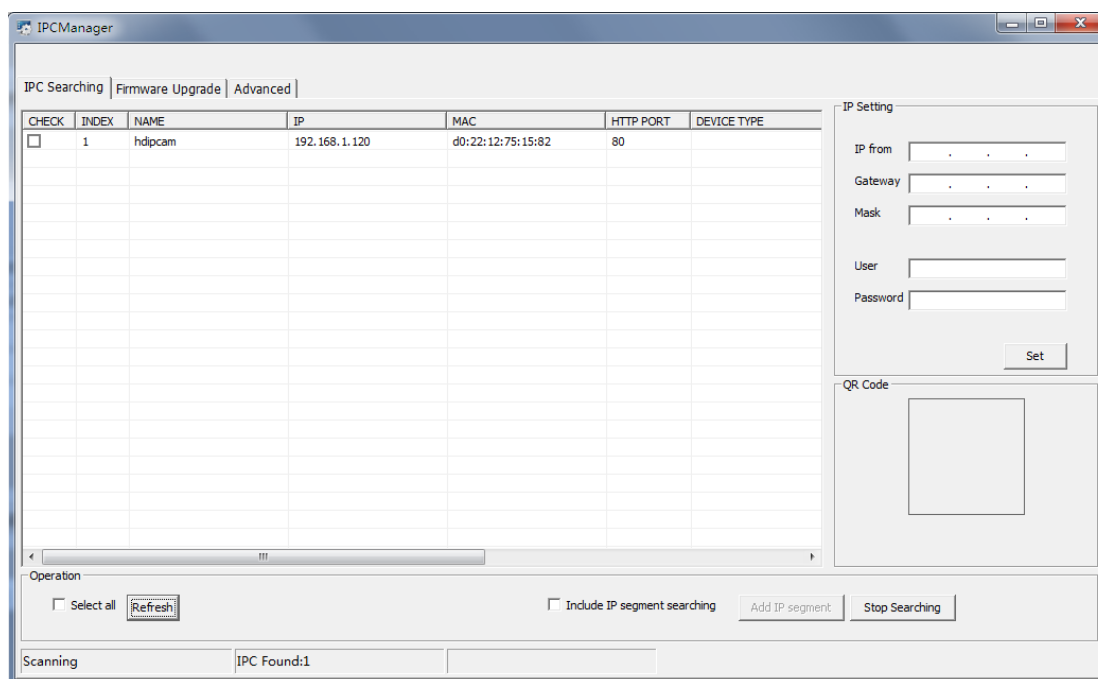 IPCManager
IPC Searching Firmware Upgrade Advanced
CHECK INDEX NAME IP MAC HTTP PORT DEVICE TYPE
1 hdipcam 192.168.1.120 d0:22:12:75:15:82 80
IP Setting
IP from . . .
Gateway . . .
Mask . . .
User
Password
Set
QR Code
Operation
Select all Refresh Include IP segment searching Add IP segment Stop Searching
Scanning IPC Found:1